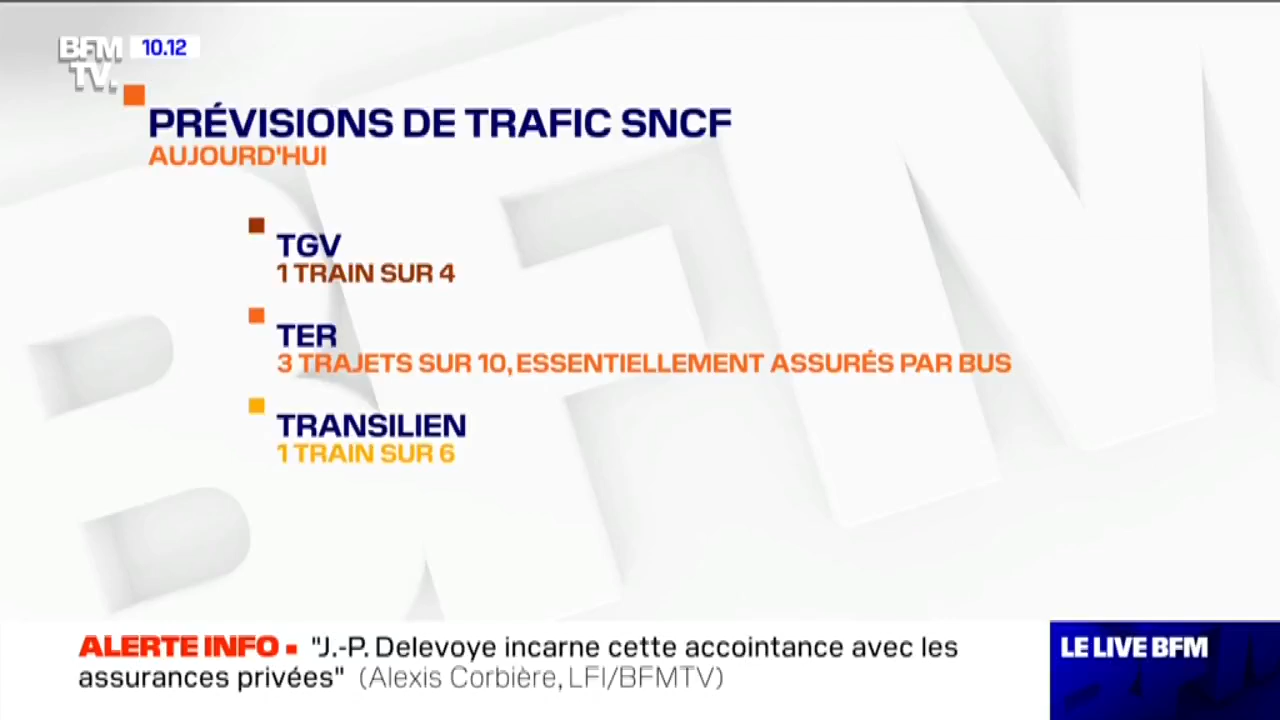 BFM 10.12
TV.
PRÉVISIONS DE TRAFIC SNCF
AUJOURD'HUI
TGV
1 TRAIN SUR 4
TER
3 TRAJETS SUR 10, ESSENTIELLEMENT ASSURÉS PAR BUS
TRANSILIEN
1 TRAIN SUR 6
ALERTE INFO "J.-P. Delevoye incarne cette accointance avec les
assurances privées" (Alexis Corbière, LFI/BFMTV)
LE LIVE BFM